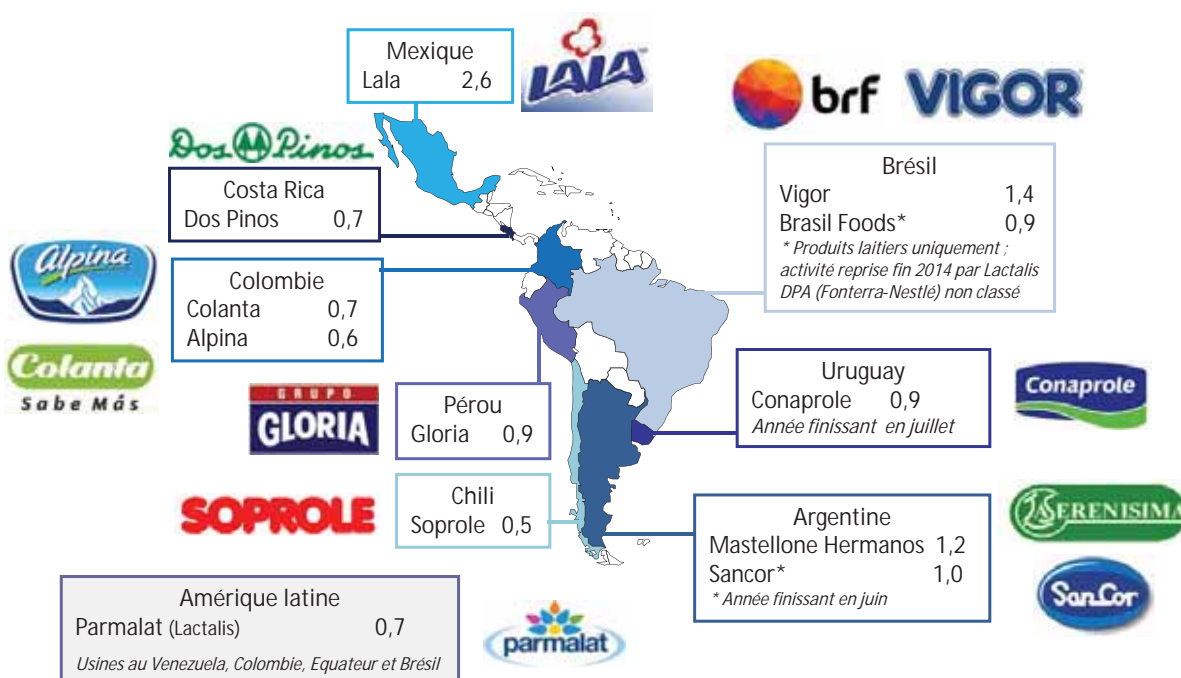 Mexique
Lala 2,6
LALA
brf VIGOR
Dos Pinos
Costa Rica
Dos Pinos 0,7
Brésil
Vigor 1,4
Brasil Foods* 0,9
* Produits laitiers uniquement ;
activité reprise fin 2014 par Lactalis
DPA (Fonterra-Nestlé) non classé
Alpina
Colombie
Colanta 0,7
Alpina 0,6
Colanta
Sabe Más
GRUPO
GLORIA
Pérou
Gloria 0,9
Uruguay
Conaprole 0,9
Année finissant en juillet
Conaprole
SOPROLE
Chili
Soprole 0,5
Argentine
Mastellone Hermanos 1,2
Sancor* 1,0
* Année finissant en juin
SERENISIMA
SanCor
Amérique latine
Parmalat (Lactalis) 0,7
Usines au Venezuela, Colombie, Equateur et Brésil
parmalat